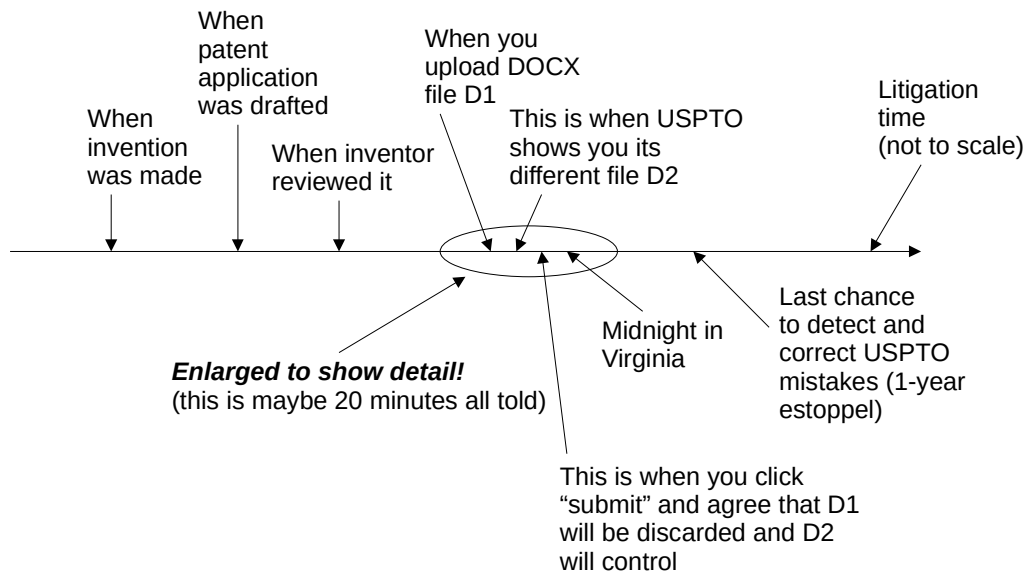 When
patent
application
was drafted
When you
upload DOCX
file D1
Litigation
time
(not to scale)
When
invention
was made
This is when USPTO
shows you its
different file D2
When inventor
reviewed it
Last chance
to detect and
correct USPTO
mistakes (1-year
estoppel)
Midnight in
Virginia
Enlarged to show detail!
(this is maybe 20 minutes all told)
This is when you click
“submit” and agree that D1
will be discarded and D2
will control